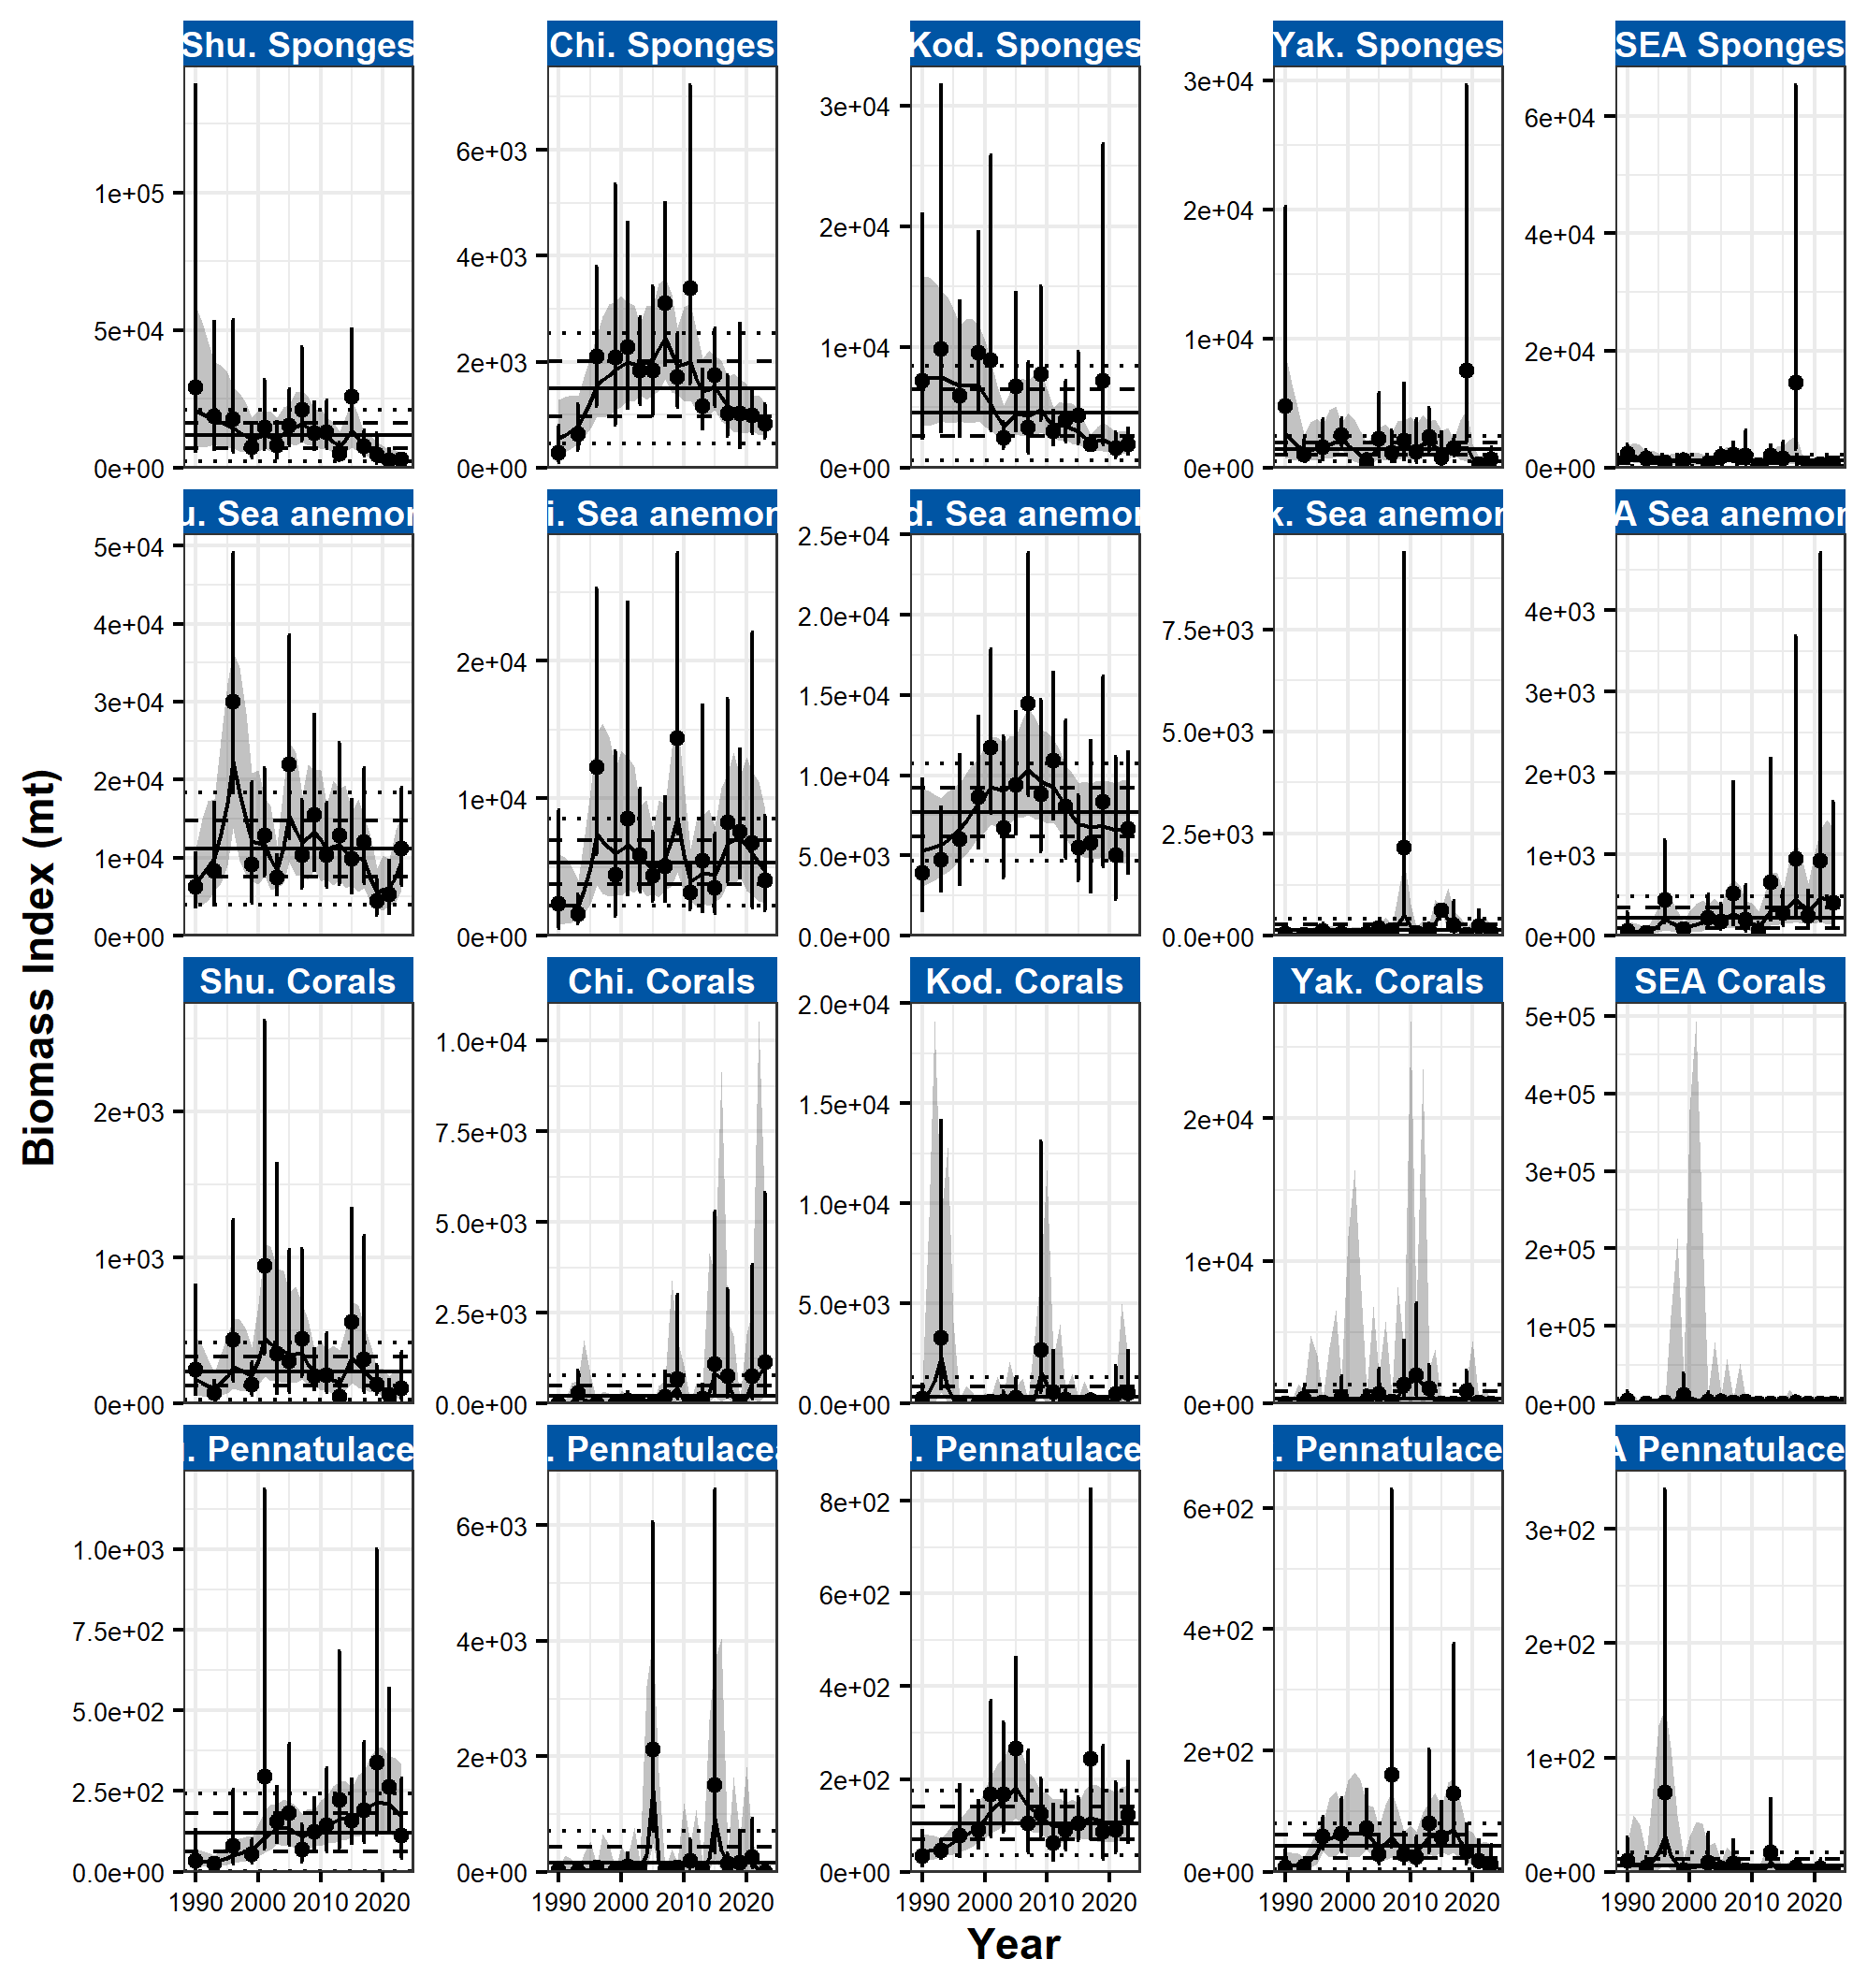 Shu. Sponges Chi. Sponges Kod. Sponges Yak. Sponges SEA Sponges
1e+05 6e+03 3e+04 3e+04 6e+04
5e+04 4e+03 2e+04 2e+04 4e+04
0e+00 2e+03 1e+04 1e+04 2e+04
0e+00 0e+00 0e+00 0e+00
u. Sea anemon i. Sea anemon d. Sea anemon k. Sea anemon A Sea anemon
5e+04 2e+04 2.5e+04 7.5e+03 4e+03
4e+04 1e+04 2.0e+04 5.0e+03 3e+03
3e+04 0e+00 1.5e+04 2.5e+03 2e+03
2e+04 1.0e+04 0.0e+00 1e+03
1e+04 5.0e+03 0e+00
0e+00 0.0e+00
Shu. Corals Chi. Corals Kod. Corals Yak. Corals SEA Corals
2e+03 1.0e+04 2.0e+04 2e+04 5e+05
1e+03 7.5e+03 1.5e+04 1e+04 4e+05
0e+00 5.0e+03 1.0e+04 0e+00 3e+05
2.5e+03 5.0e+03 2e+05
0.0e+00 0.0e+00 1e+05
0e+00
. Pennatulace . Pennatulacea . Pennatulace . Pennatulace A Pennatulace
1.0e+03 6e+03 8e+02 6e+02 3e+02
7.5e+02 4e+03 6e+02 4e+02 2e+02
5.0e+02 2e+03 4e+02 2e+02 1e+02
2.5e+02 0e+00 2e+02 0e+00 0e+00
0.0e+00 0e+00
1990 2000 2010 2020 1990 2000 2010 2020 1990 2000 2010 2020 1990 2000 2010 2020 1990 2000 2010 2020
Year
Biomass Index (mt)